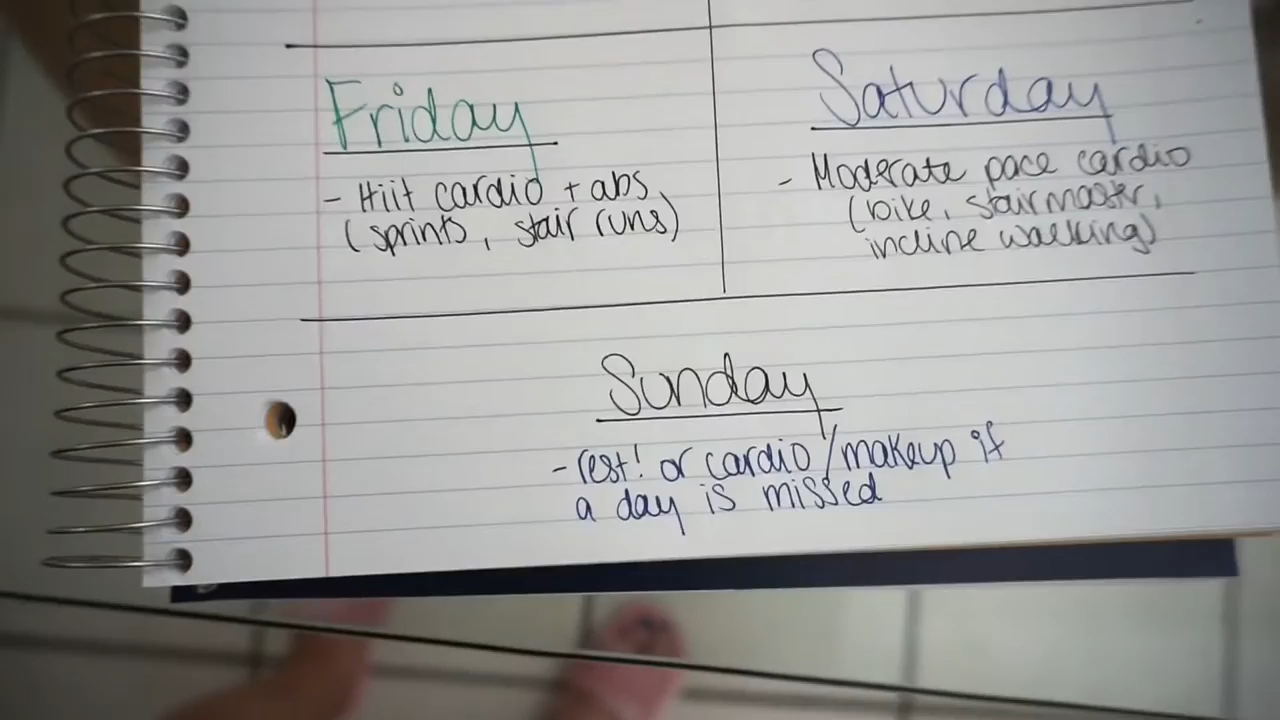 Friday
- Hiit cardio + abs
(sprints, stair runs)
Saturday
- Moderate pace cardio
(bike, stairmaster,
incline walking)
Sunday
- rest! or cardio/makeup if
a day is missed